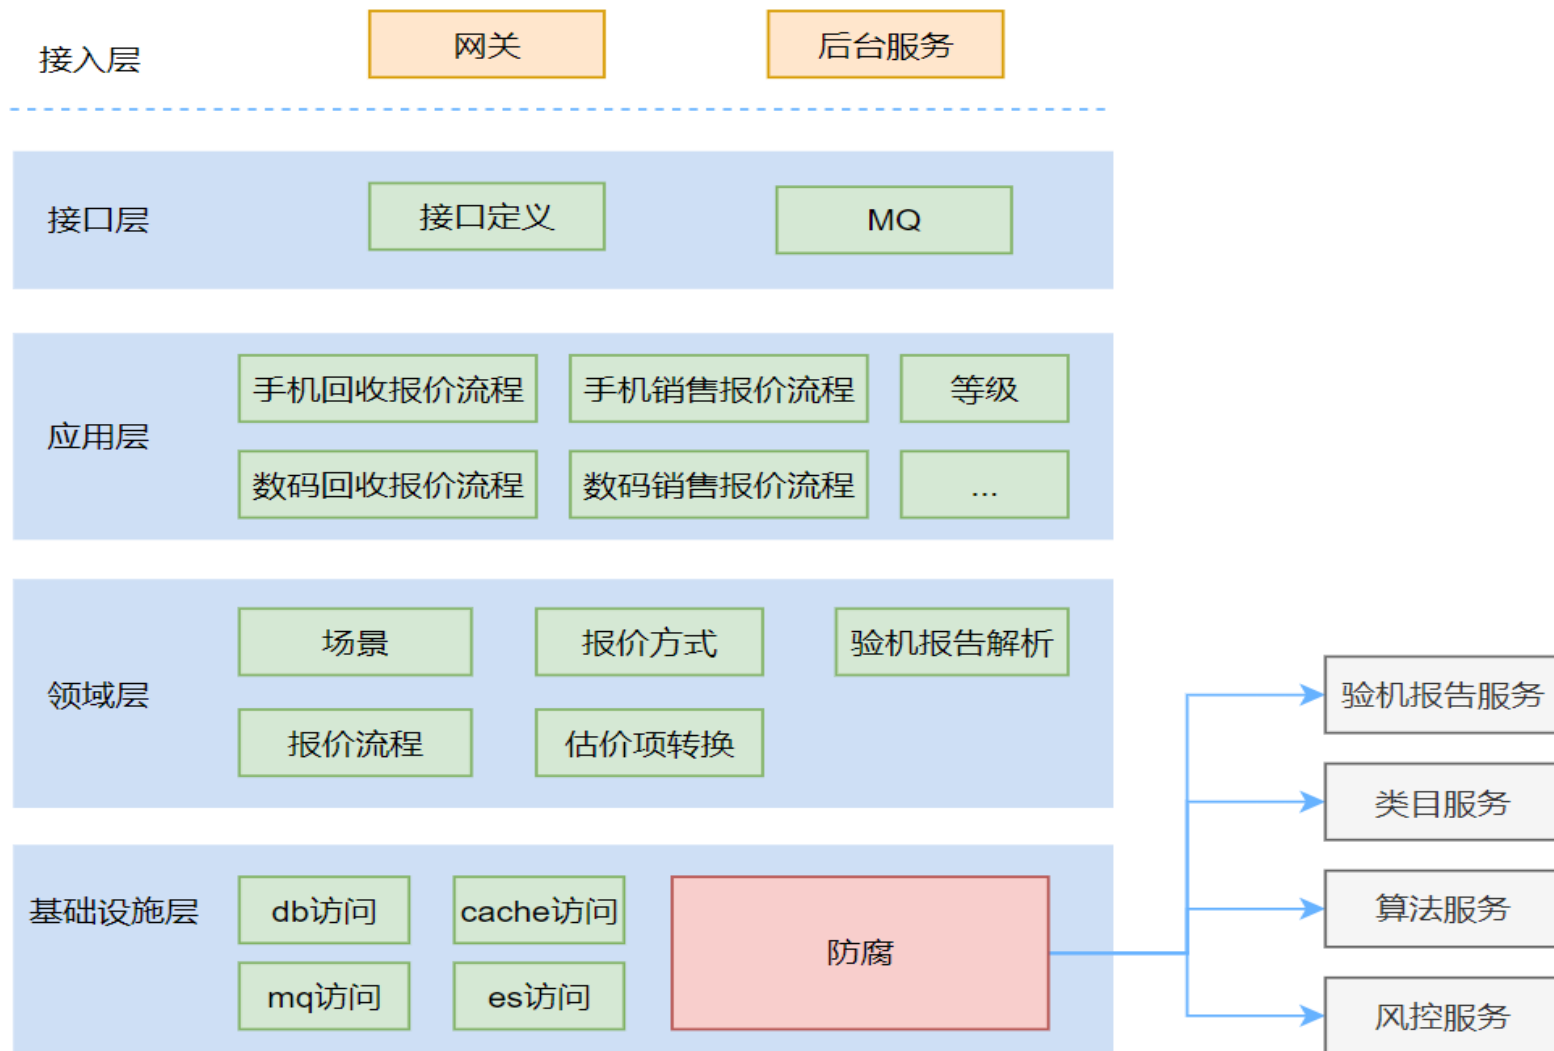 接入层
网关
后台服务
接口层
接口定义
MQ
应用层
手机回收报价流程
手机销售报价流程
等级
数码回收报价流程
数码销售报价流程
...
领域层
场景
报价方式
验机报告解析
报价流程
估价项转换
基础设施层
db访问
cache访问
mq访问
es访问
防腐
验机报告服务
类目服务
算法服务
风控服务